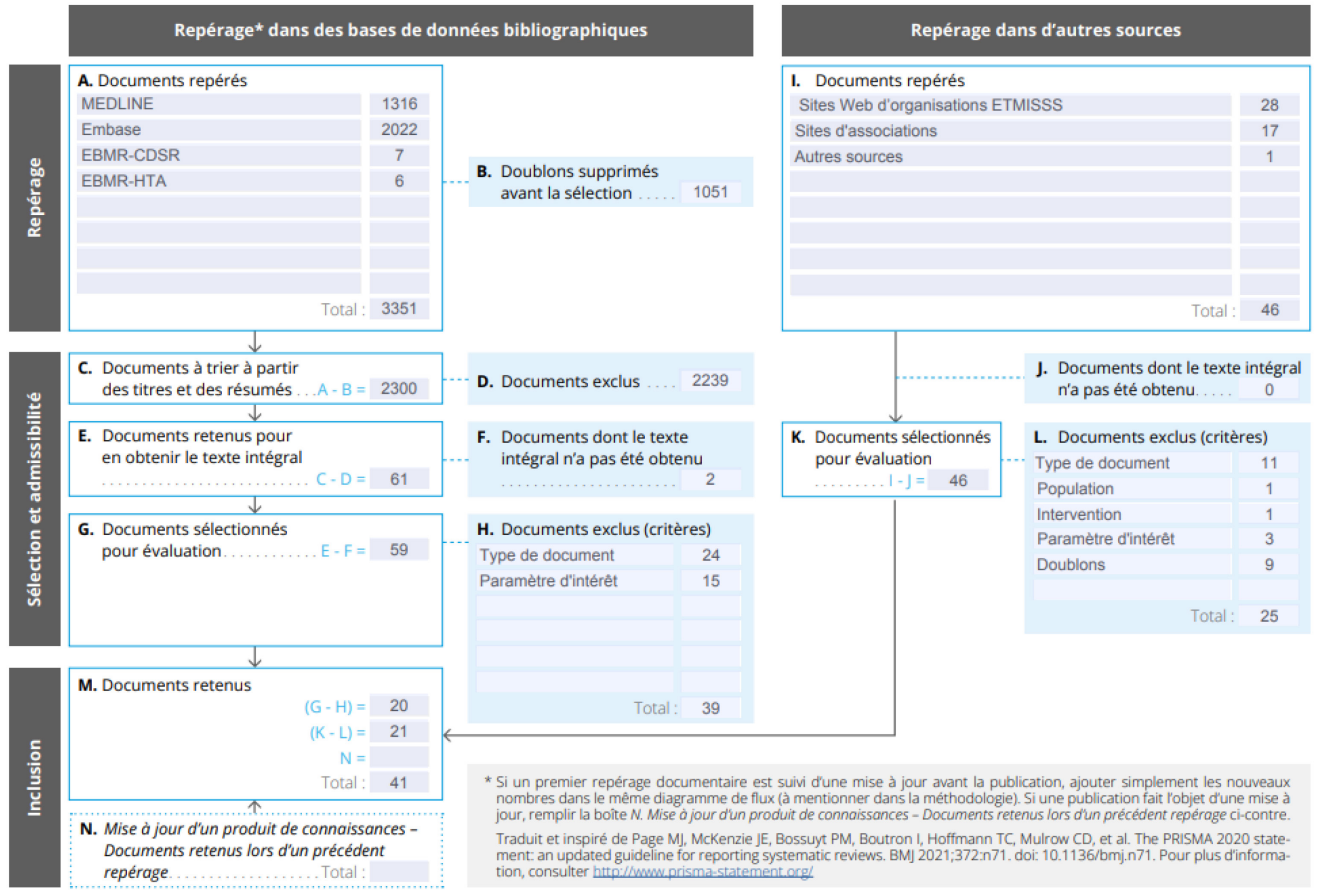 Repérage* dans des bases de données bibliographiques
Repérage dans d'autres sources
Repérage
A. Documents repérés
MEDLINE 1316
Embase 2022
EBMR-CDSR 7
EBMR-HTA 6
Total : 3351
B. Doublons supprimés
avant la sélection ..... 1051
I. Documents repérés
Sites Web d'organisations ETMISSS 28
Sites d'associations 17
Autres sources 1
Total : 46
Sélection et admissibilité
C. Documents à trier à partir
des titres et des résumés ...A - B = 2300
D. Documents exclus .... 2239
J. Documents dont le texte intégral
n'a pas été obtenu..... 0
E. Documents retenus pour
en obtenir le texte intégral
.......................... C - D = 61
F. Documents dont le texte
intégral n'a pas été obtenu
...................... 2
K. Documents sélectionnés
pour évaluation
......... I - J = 46
L. Documents exclus (critères)
Type de document 11
Population 1
Intervention 1
Paramètre d'intérêt 3
Doublons 9
Total : 25
G. Documents sélectionnés
pour évaluation............ E - F = 59
H. Documents exclus (critères)
Type de document 24
Paramètre d'intérêt 15
Total : 39
Inclusion
M. Documents retenus
(G - H) = 20
(K - L) = 21
N =
Total : 41
N. Mise à jour d'un produit de connaissances –
Documents retenus lors d'un précédent
repérage...................Total :
* Si un premier repérage documentaire est suivi d'une mise à jour avant la publication, ajouter simplement les nouveaux
nombres dans le même diagramme de flux (à mentionner dans la méthodologie). Si une publication fait l'objet d'une mise à
jour, remplir la boîte N. Mise à jour d'un produit de connaissances – Documents retenus lors d'un précédent repérage ci-contre.
Traduit et inspiré de Page MJ, McKenzie JE, Bossuyt PM, Boutron I, Hoffmann TC, Mulrow CD, et al. The PRISMA 2020 state-
ment: an updated guideline for reporting systematic reviews. BMJ 2021;372:n71. doi: 10.1136/bmj.n71. Pour plus d'informa-
tion, consulter http://www.prisma-statement.org/